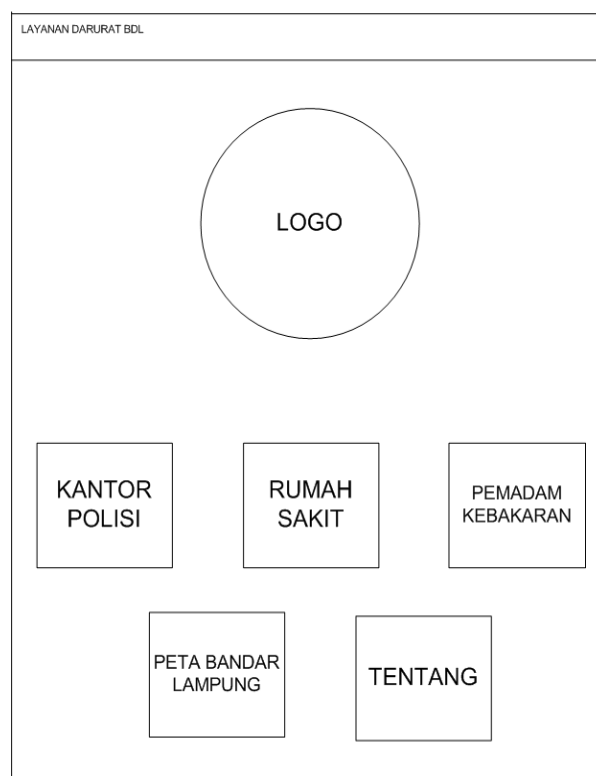 LAYANAN DARURAT BDL
LOGO
KANTOR
POLISI
RUMAH
SAKIT
PEMADAM
KEBAKARAN
PETA BANDAR
LAMPUNG
TENTANG